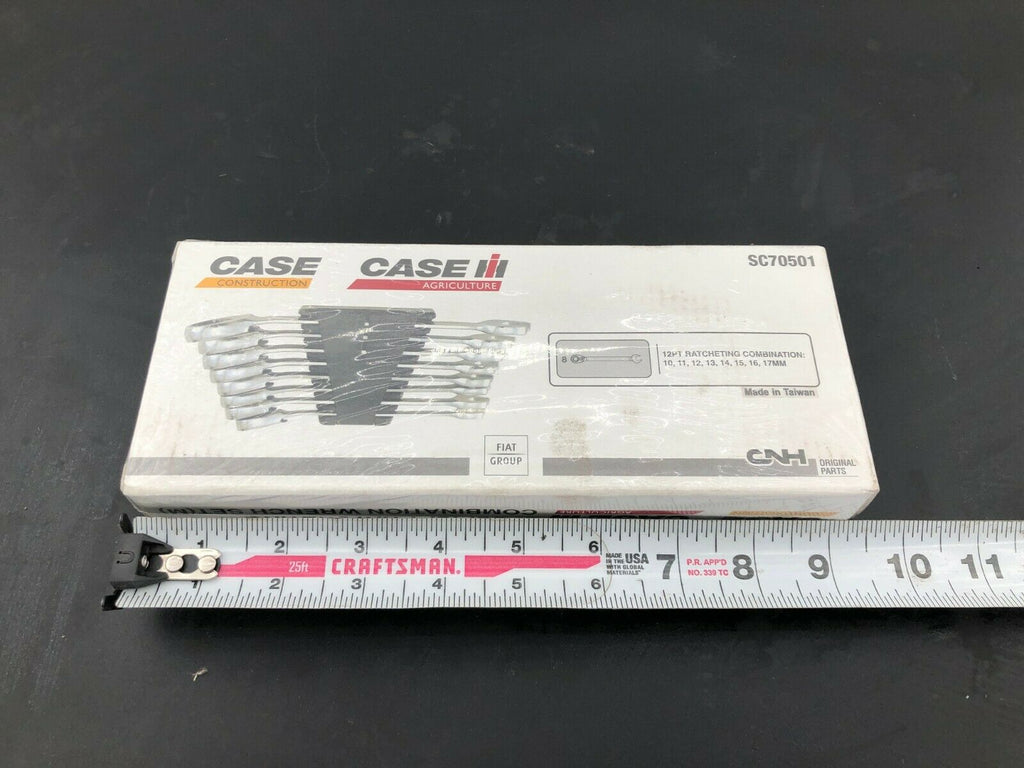 CASE
CONSTRUCTION
CASE IH
AGRICULTURE
SC70501
8
12PT RATCHETING COMBINATION:
10, 11, 12, 13, 14, 15, 16, 17MM
Made in Taiwan
FIAT
GROUP
CNH
ORIGINAL
PARTS
COMBINATION WRENCH SET(M)
AGRICULTURE
1 2 3 4 5 6
25ft CRAFTSMAN.
MADE
IN THE USA
WITH GLOBAL
MATERIALS
7
P.R. APP'D
NO. 339 TC
8 9 10 11
1 2 3 4 5 6